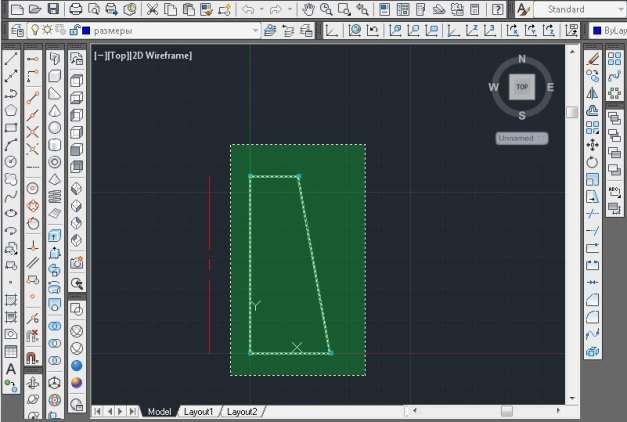 Standard
размеры
ByLay
[−][Top][2D Wireframe]
N
W TOP E
S
Unnamed
Y
X
Model Layout1 Layout2
A